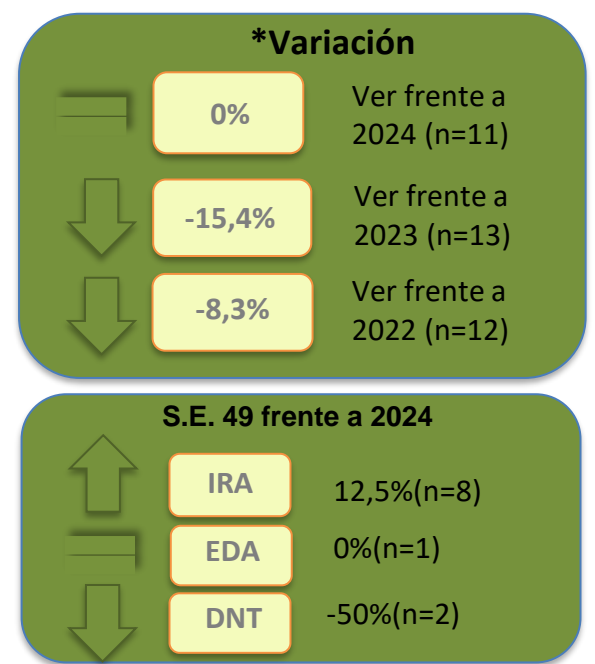 *Variación
0%
Ver frente a
2024 (n=11)
-15,4%
Ver frente a
2023 (n=13)
-8,3%
Ver frente a
2022 (n=12)
S.E. 49 frente a 2024
IRA 12,5%(n=8)
EDA 0%(n=1)
DNT -50%(n=2)